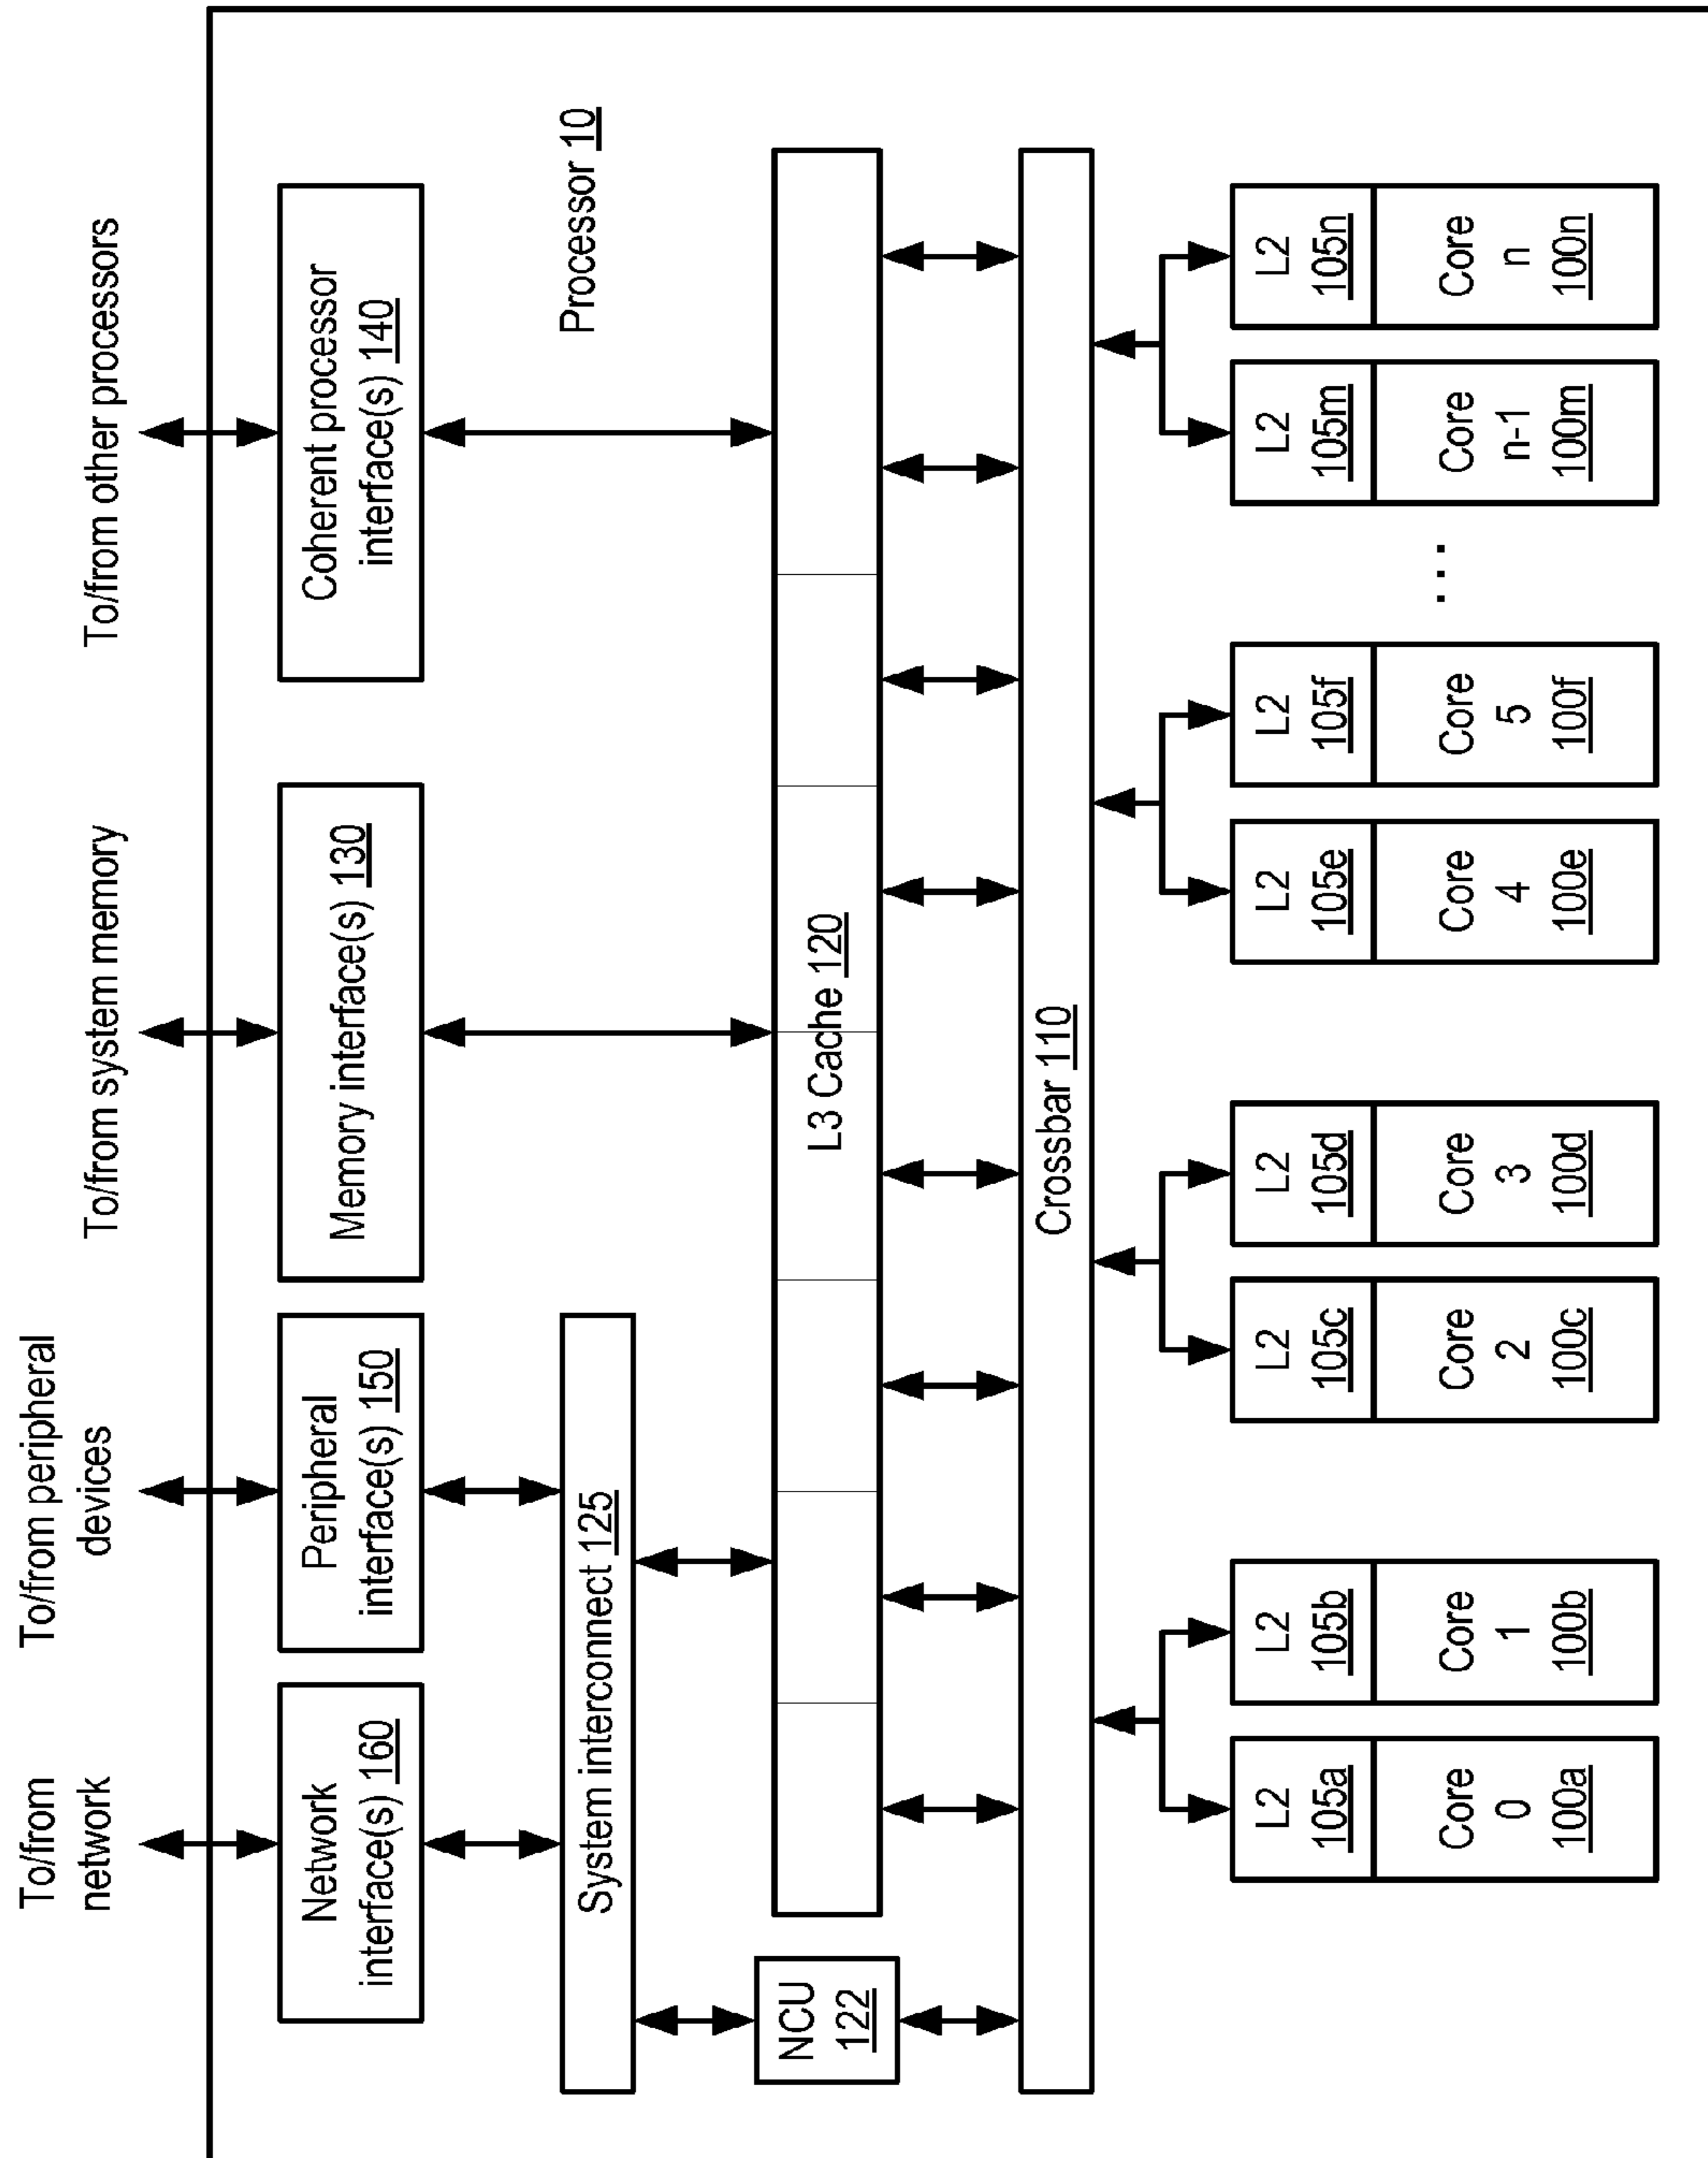 To/from
network
To/from peripheral
devices
To/from system memory
To/from other processors
Network
interface(s) 160
Peripheral
interface(s) 150
Memory interface(s) 130
Coherent processor
interface(s) 140
System interconnect 125
Processor 10
NCU
122
L3 Cache 120
Crossbar 110
L2
105a
Core
0
100a
L2
105b
Core
1
100b
L2
105c
Core
2
100c
L2
105d
Core
3
100d
L2
105e
Core
4
100e
L2
105f
Core
5
100f
...
L2
105m
Core
n-1
100m
L2
105n
Core
n
100n